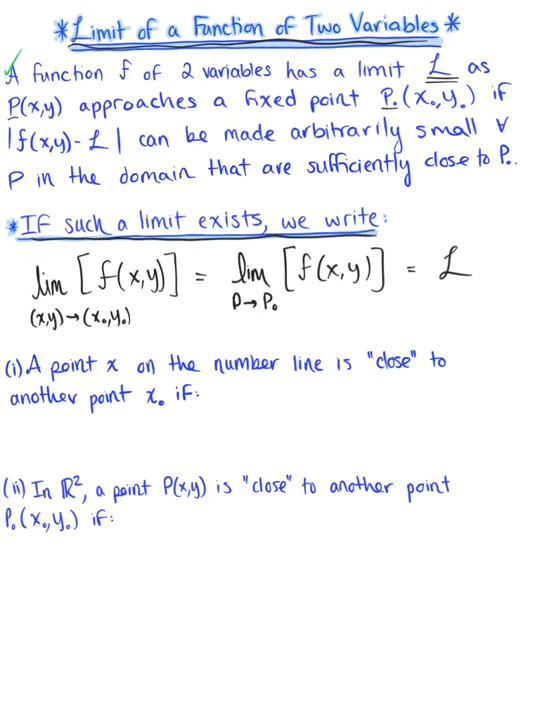 *Limit of a Function of Two Variables*
A function f of 2 variables has a limit L as
P(x,y) approaches a fixed point P₀(x₀,y₀) if
|f(x,y) - L| can be made arbitrarily small ∀
P in the domain that are sufficiently close to P₀.
*IF such a limit exists, we write:
lim [f(x,y)] = lim [f(x,y)] = L
(x,y)→(x₀,y₀) P→P₀
(i) A point x on the number line is "close" to
another point x₀ if:
(ii) In ℝ², a point P(x,y) is "close" to another point
P₀(x₀,y₀) if: